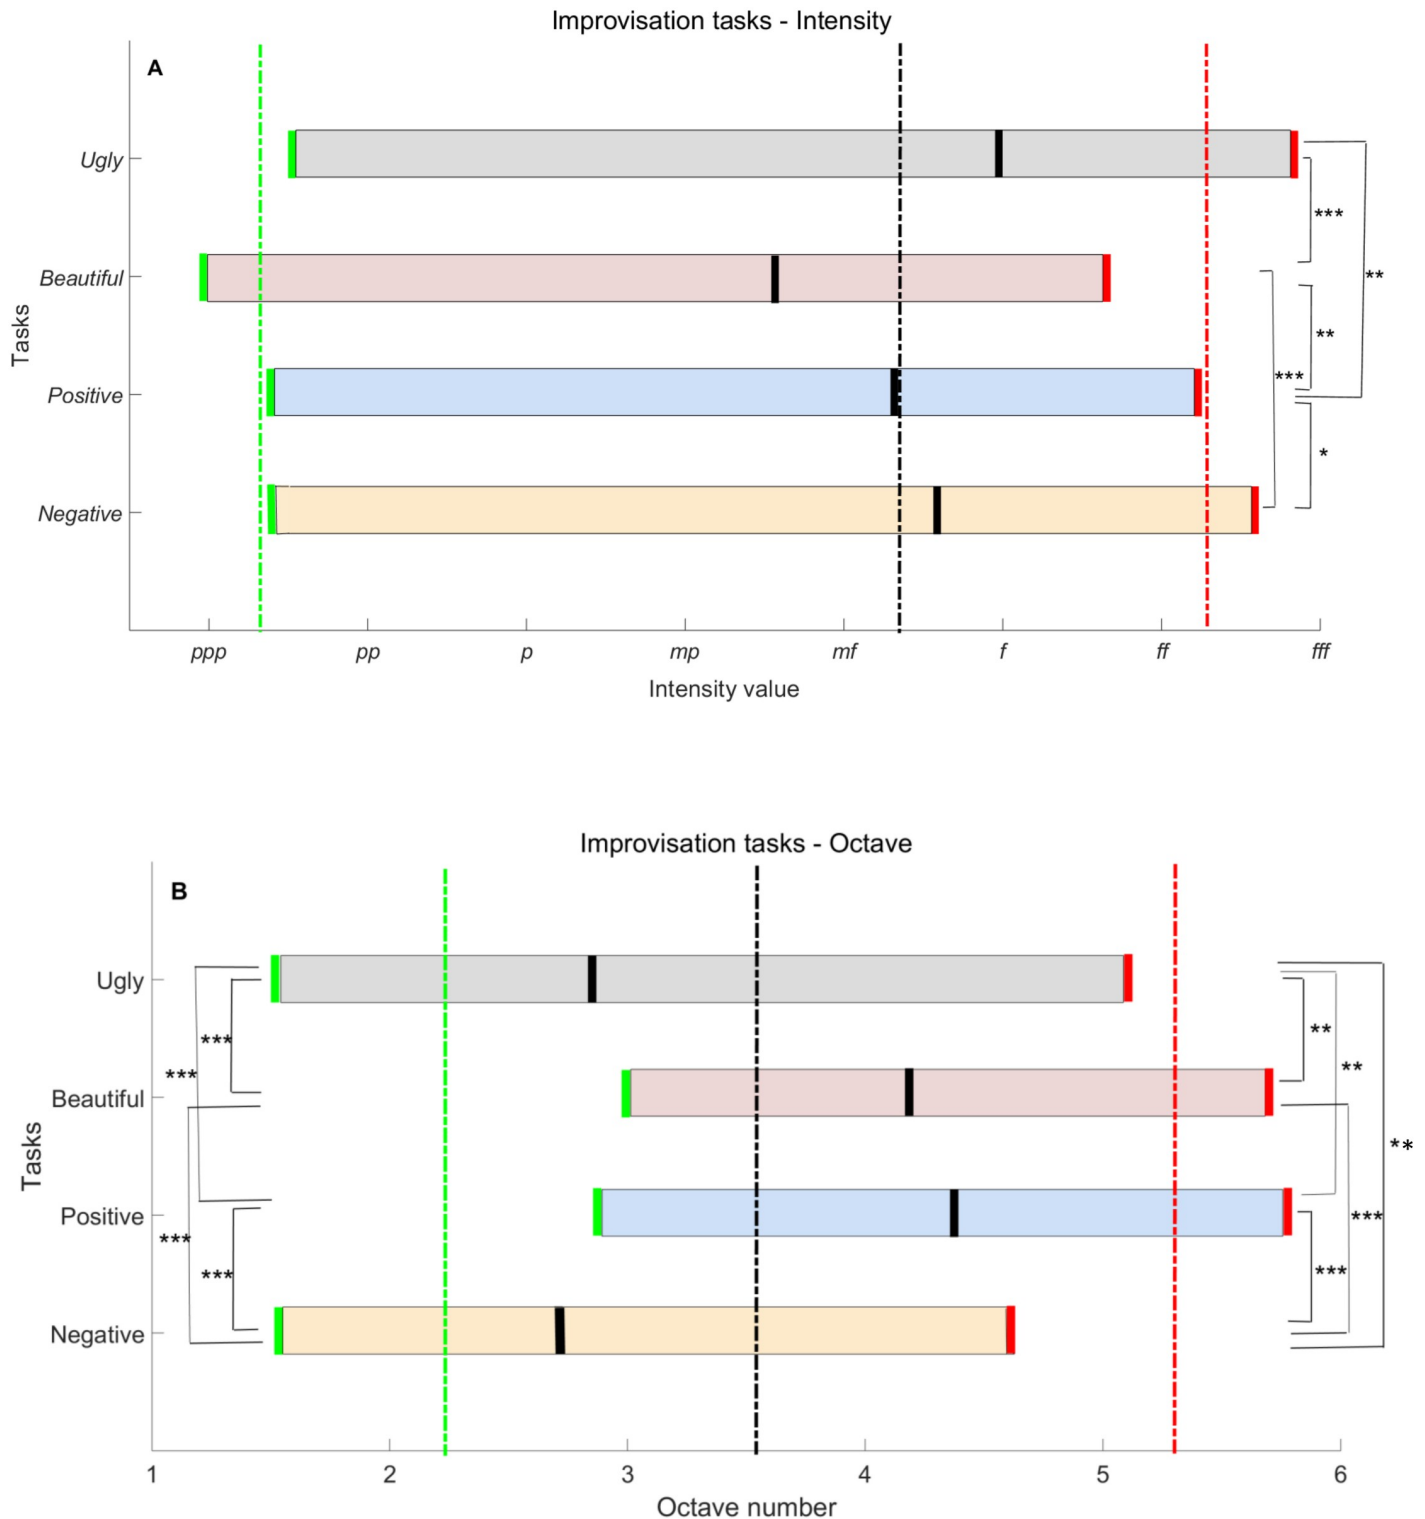 Improvisation tasks - Intensity
A
Ugly
***
Beautiful
**
**
Tasks
***
Positive
*
Negative
ppp pp p mp mf f ff fff
Intensity value
Improvisation tasks - Octave
B
Ugly
**
***
**
***
Beautiful
**
Tasks
Positive
***
***
***
***
Negative
1 2 3 4 5 6
Octave number